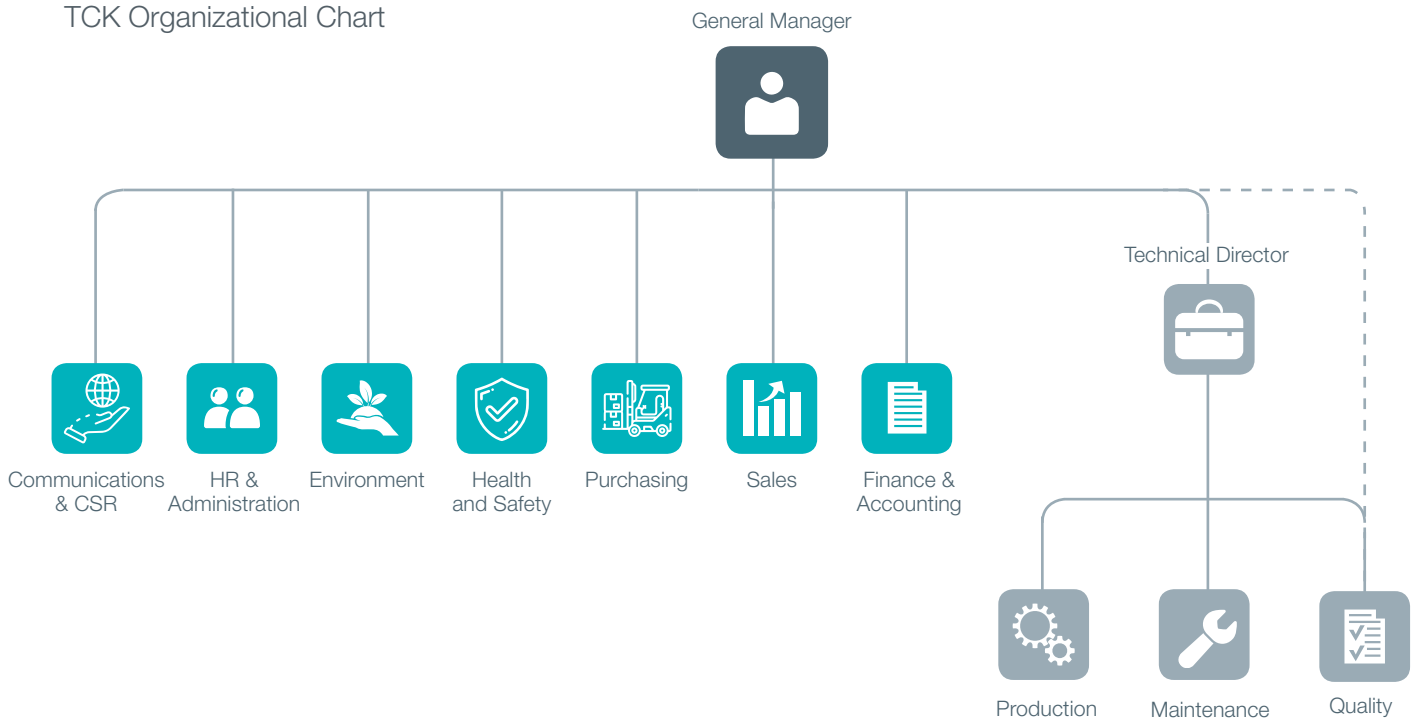 TCK Organizational Chart
General Manager
Technical Director
Communications
& CSR
HR &
Administration
Environment
Health
and Safety
Purchasing
Sales
Finance &
Accounting
Production
Maintenance
Quality